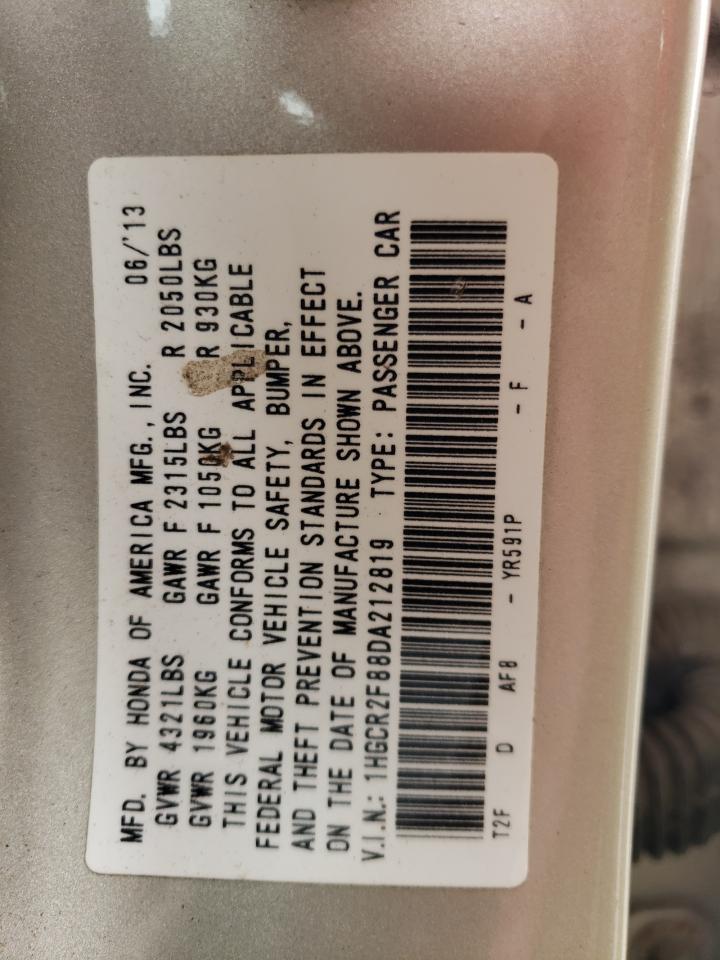 MFD. BY HONDA OF AMERICA MFG., INC. 06/'13
GVWR 4321LBS GAWR F 2315LBS R 2050LBS
GVWR 1960KG GAWR F 1050KG R 930KG
THIS VEHICLE CONFORMS TO ALL APPLICABLE
FEDERAL MOTOR VEHICLE SAFETY, BUMPER,
AND THEFT PREVENTION STANDARDS IN EFFECT
ON THE DATE OF MANUFACTURE SHOWN ABOVE.
V.I.N.: 1HGCR2F88DA212819 TYPE: PASSENGER CAR
T2F D AF8 - YR591P - F - A